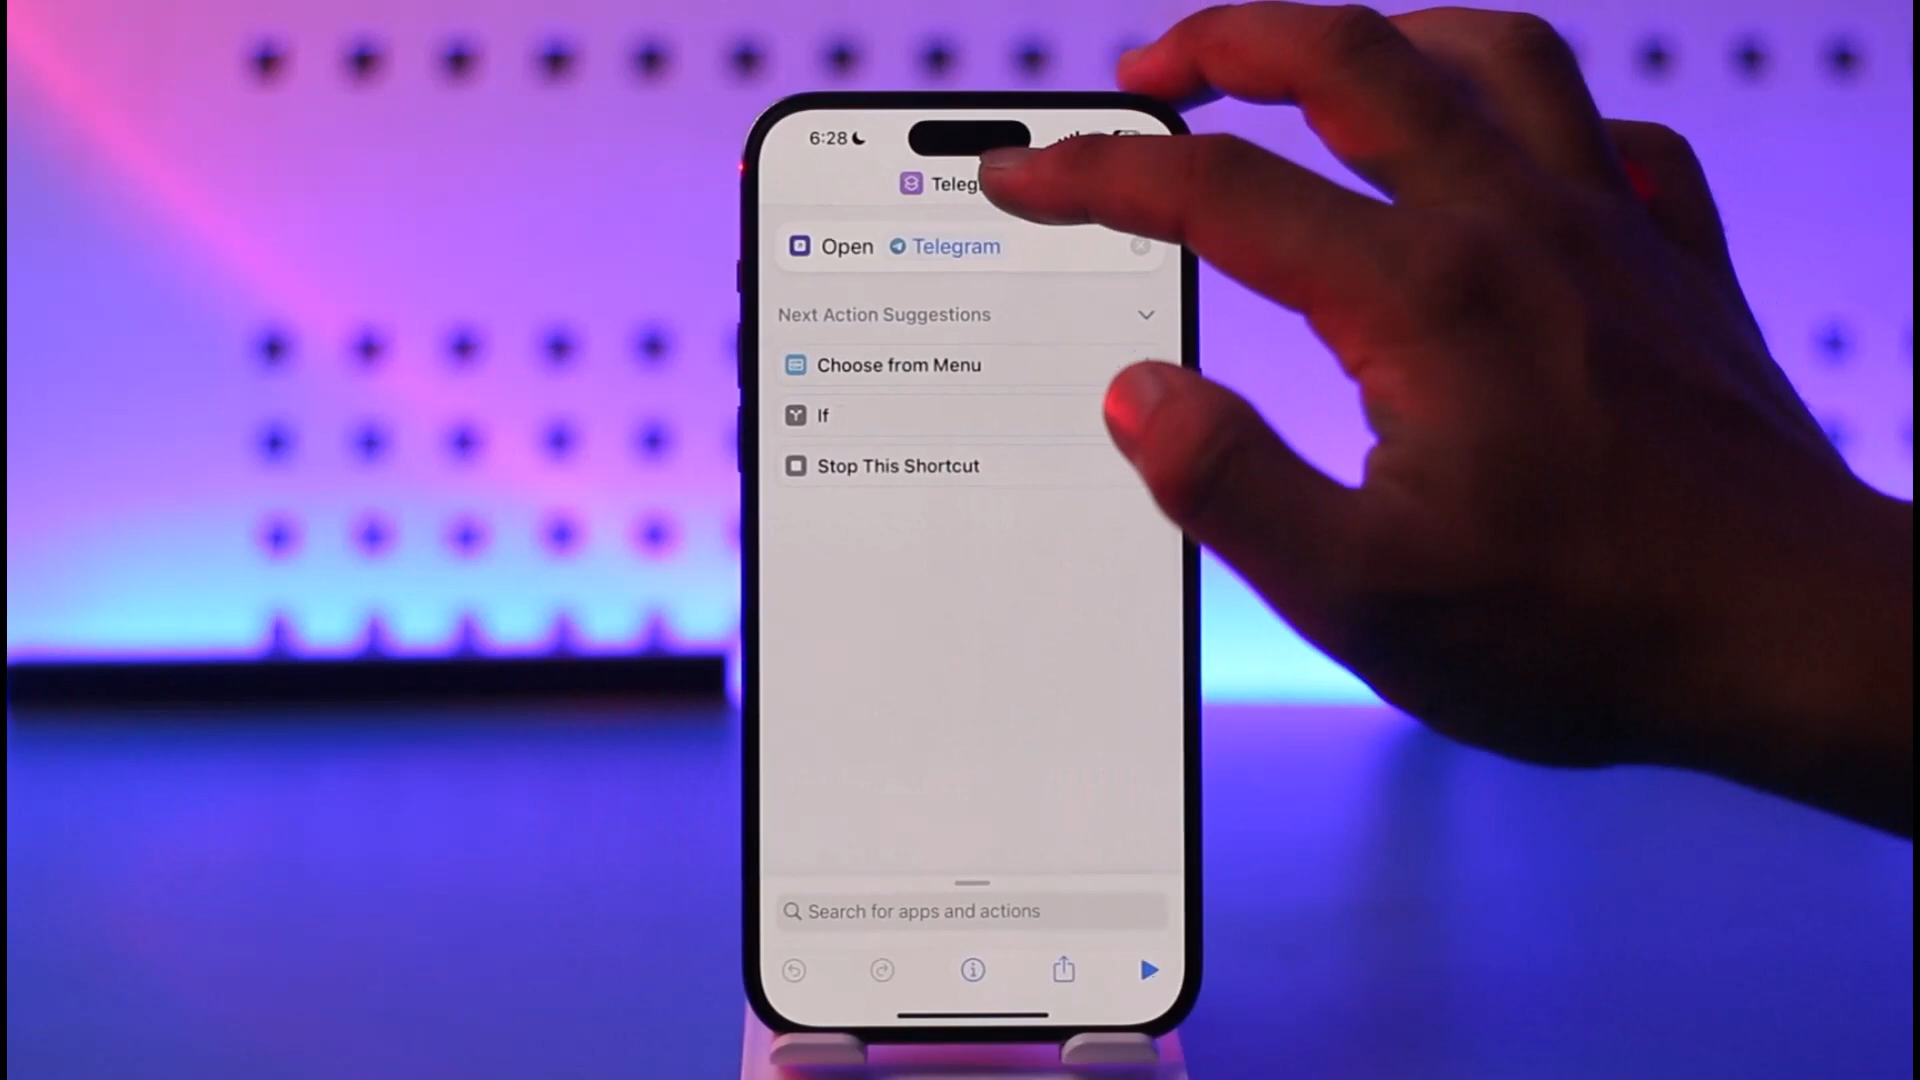 6:28
Open Telegram
Next Action Suggestions
Choose from Menu
If
Stop This Shortcut
Search for apps and actions